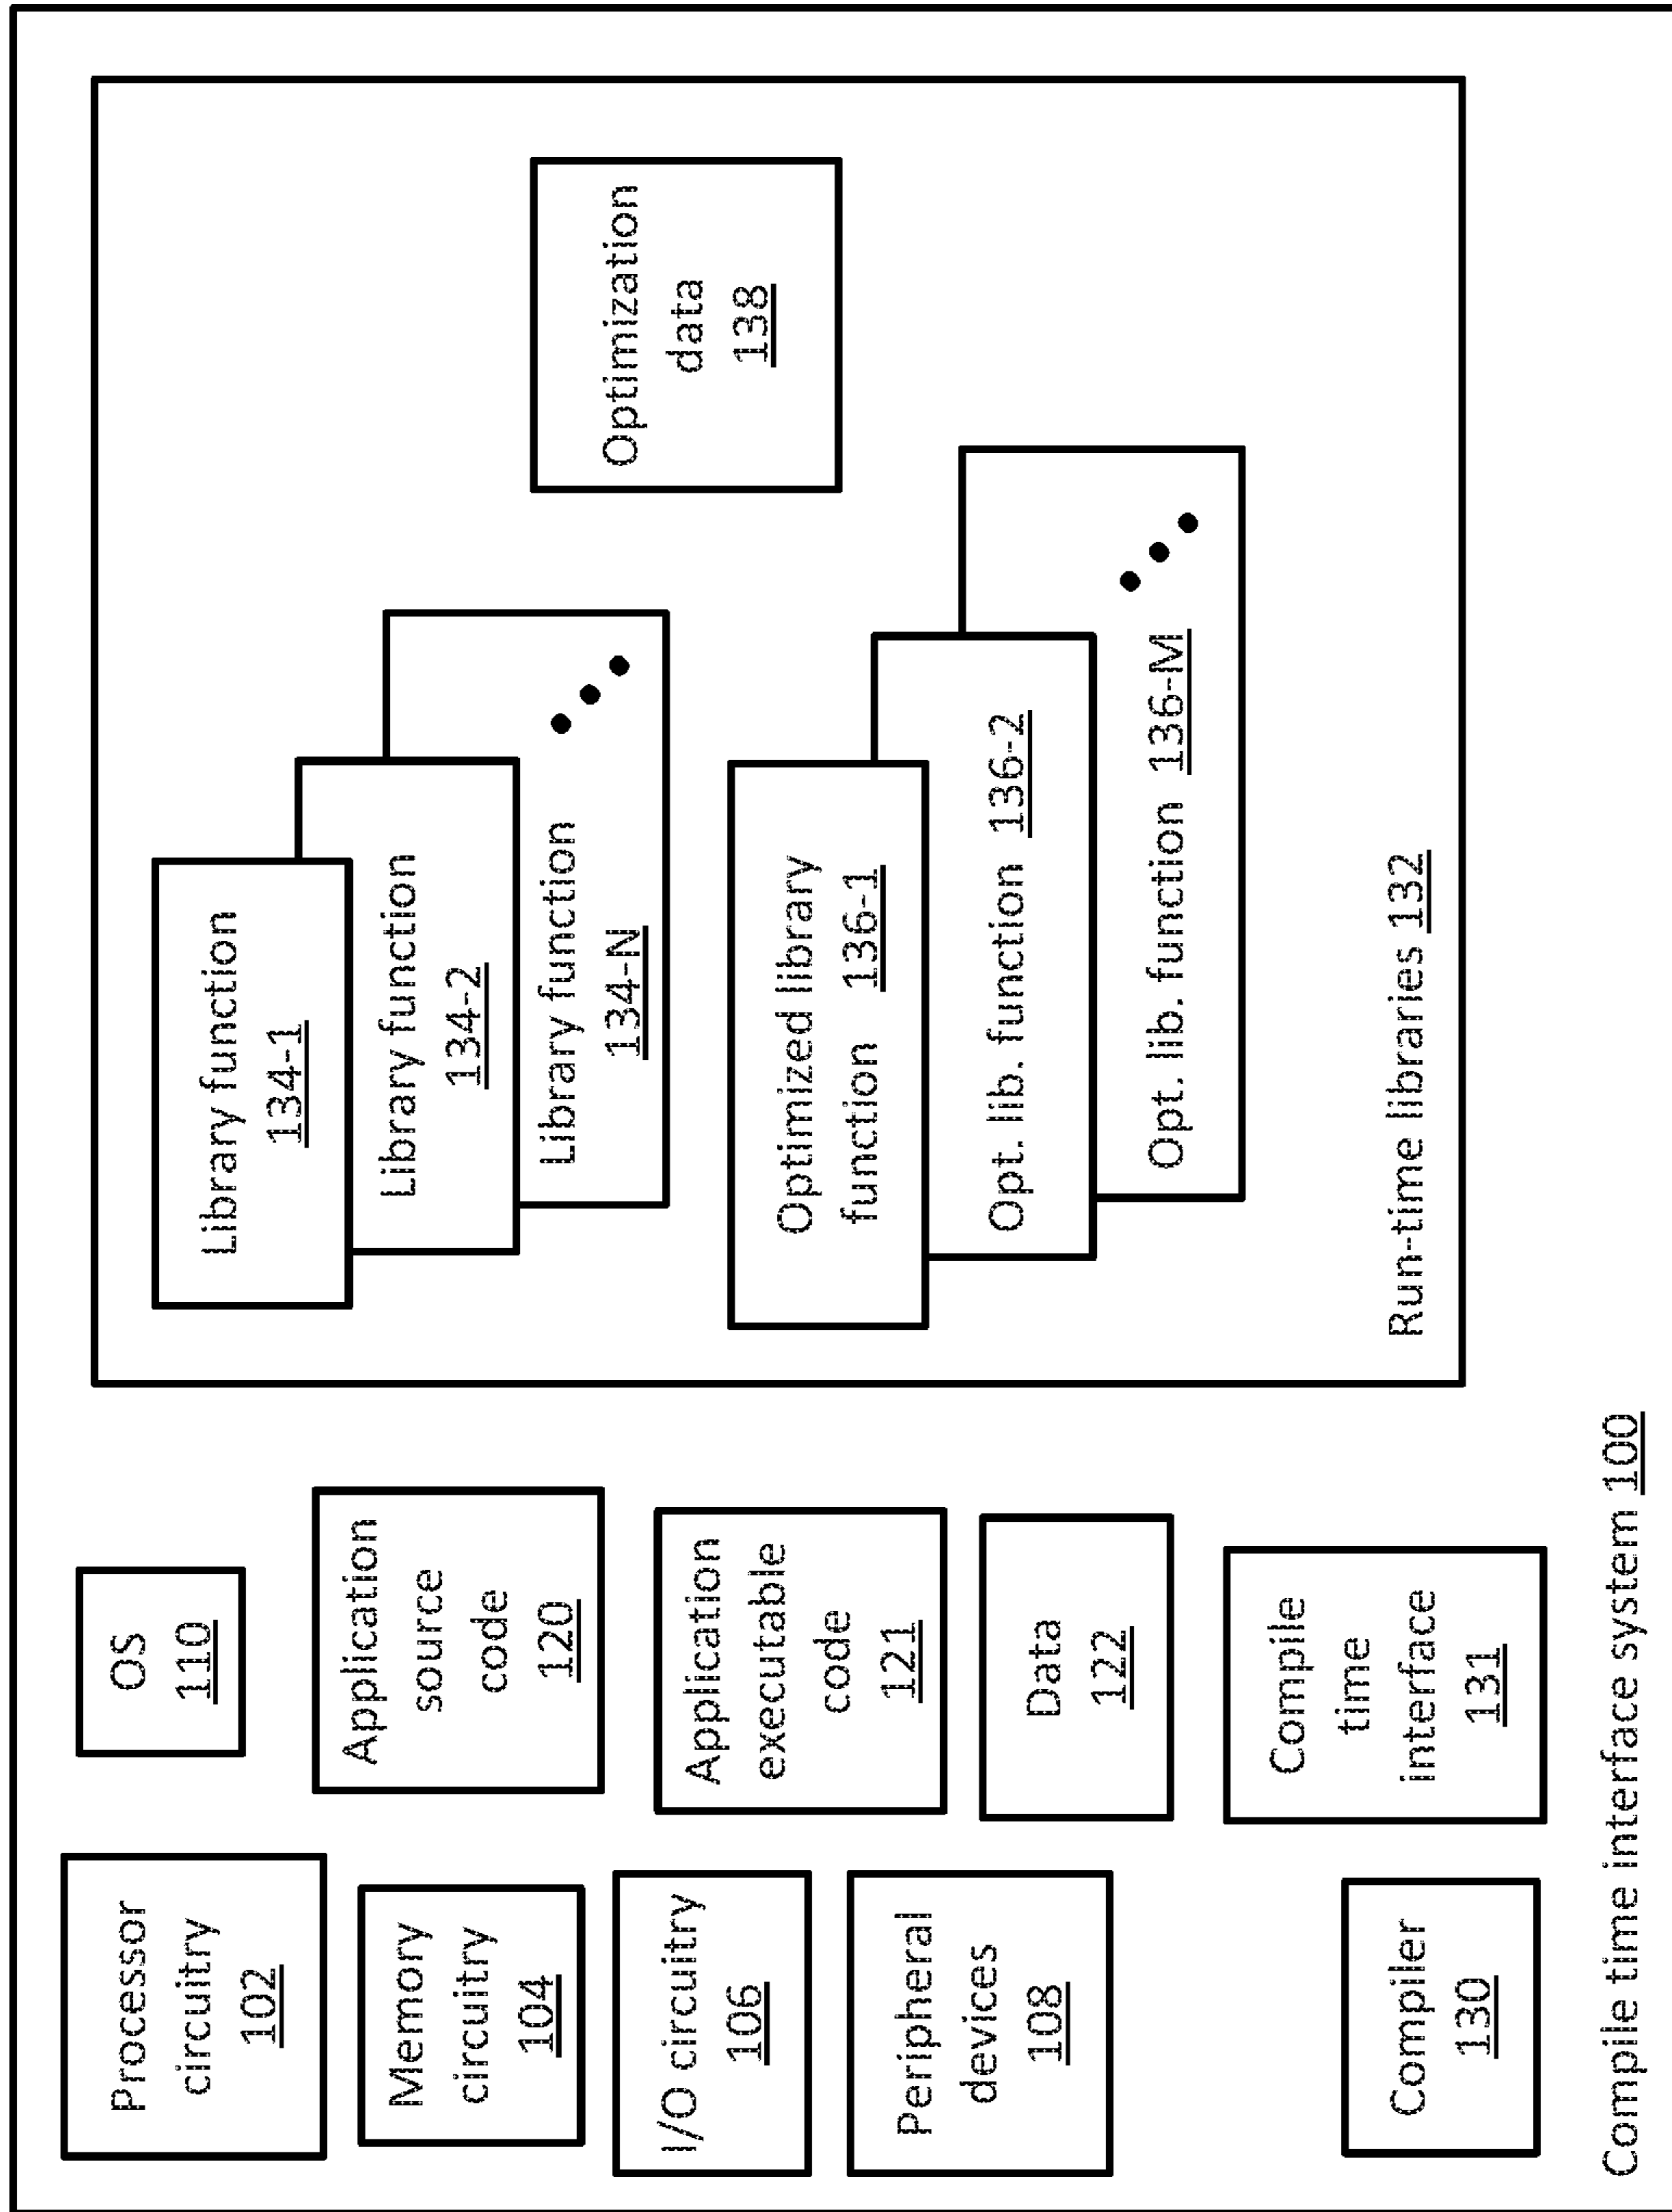 Processor
circuitry
102
Memory
circuitry
104
I/O circuitry
106
Peripheral
devices
108
Compiler
130
OS
110
Application
source
code
120
Application
executable
code
121
Data
122
Compile
time
interface
131
Library function
134-1
Library function
134-2
Library function
134-N
Optimized library
function 136-1
Opt. lib. function 136-2
Opt. lib. function 136-M
Optimization
data
138
Run-time libraries 132
Compile time interface system 100